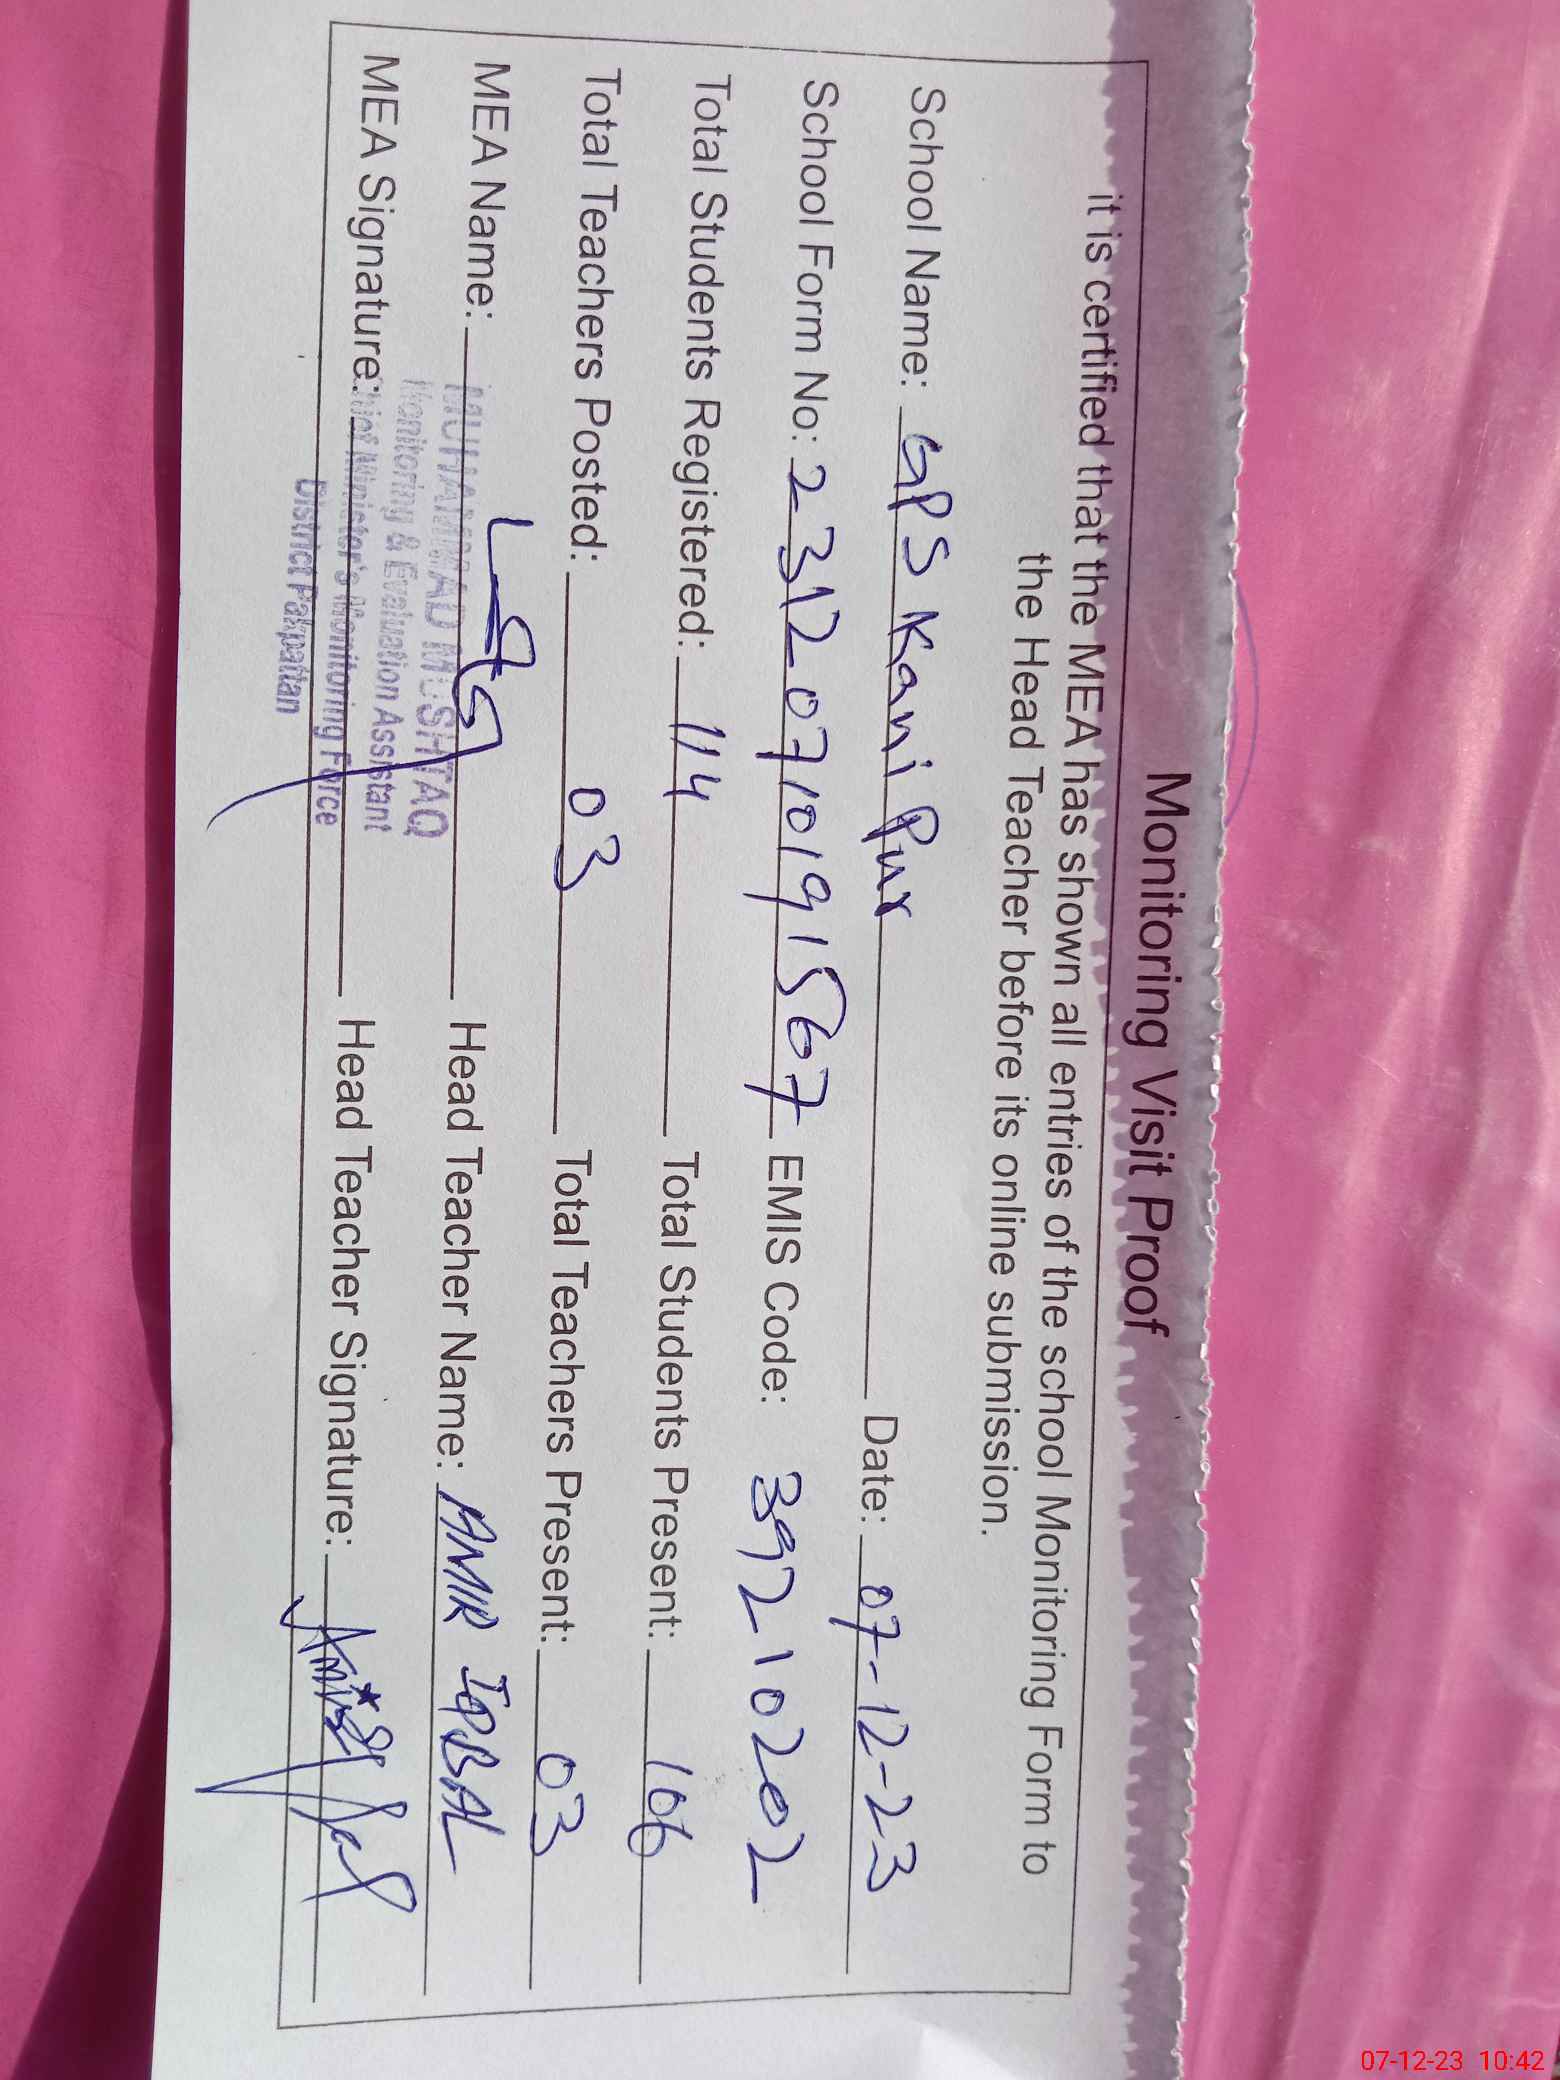 Monitoring Visit Proof
it is certified that the MEA has shown all entries of the school Monitoring Form to
the Head Teacher before its online submission.
School Name: GPS Kani Pur Date: 07-12-23
School Form No: 23120710191567 EMIS Code: 39210202
Total Students Registered: 114 Total Students Present: 106
Total Teachers Posted: 03 Total Teachers Present: 03
MEA Name: Head Teacher Name: AMIR IQBAL
MUHAMMAD MUSHTAQ
Monitoring & Evaluation Assistant
MEA Signature: Head Teacher Signature:
Chief Minister's Monitoring Force
District Pakpattan
07-12-23 10:42